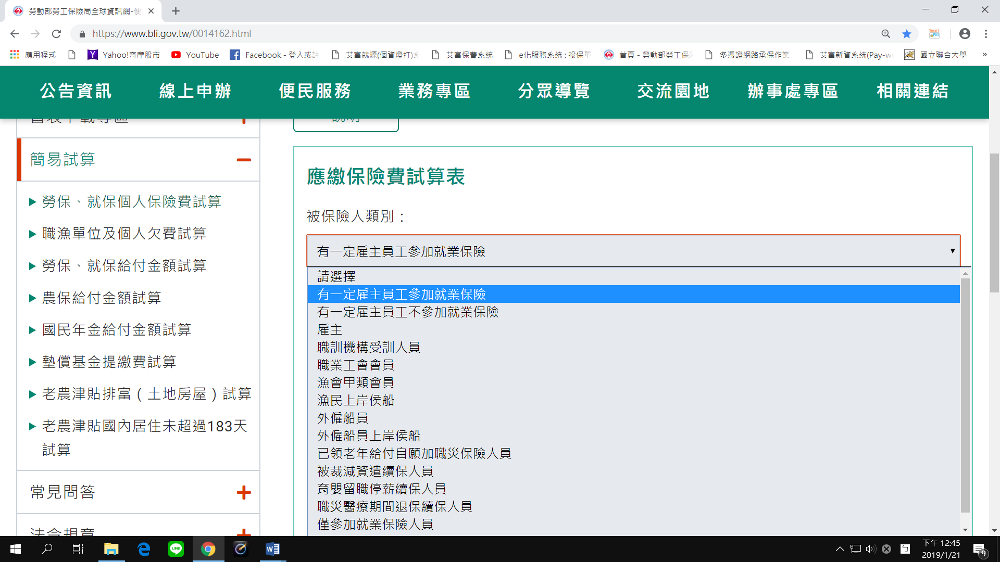 勞動部勞工保險局全球資訊網-便
https://www.bli.gov.tw/0014162.html
Smart
ePKI
應用程式
Yahoo!奇摩股市
YouTube
Facebook - 登入或註
艾富就源(個資燈打)系
艾富保費系統
e化服務系統 : 投保單
首頁 - 勞動部勞工保險
多憑證網路承保作業
艾富新資系統(Pay-w
國立聯合大學
»
公告資訊
線上申辦
便民服務
業務專區
分眾導覽
交流園地
辦事處專區
相關連結
書表下載專區
說明
簡易試算
勞保、就保個人保險費試算
職漁單位及個人欠費試算
勞保、就保給付金額試算
農保給付金額試算
國民年金給付金額試算
墊償基金提繳費試算
老農津貼排富（土地房屋）試算
老農津貼國內居住未超過183天
試算
常見問答
法令規章
應繳保險費試算表
被保險人類別：
有一定雇主員工參加就業保險
請選擇
有一定雇主員工參加就業保險
有一定雇主員工不參加就業保險
雇主
職訓機構受訓人員
職業工會會員
漁會甲類會員
漁民上岸侯船
外僱船員
外僱船員上岸侯船
已領老年給付自願加職災保險人員
被裁減資遣續保人員
育嬰留職停薪續保人員
職災醫療期間退保續保人員
僅參加就業保險人員
LINE
下午 12:45
2019/1/21
9